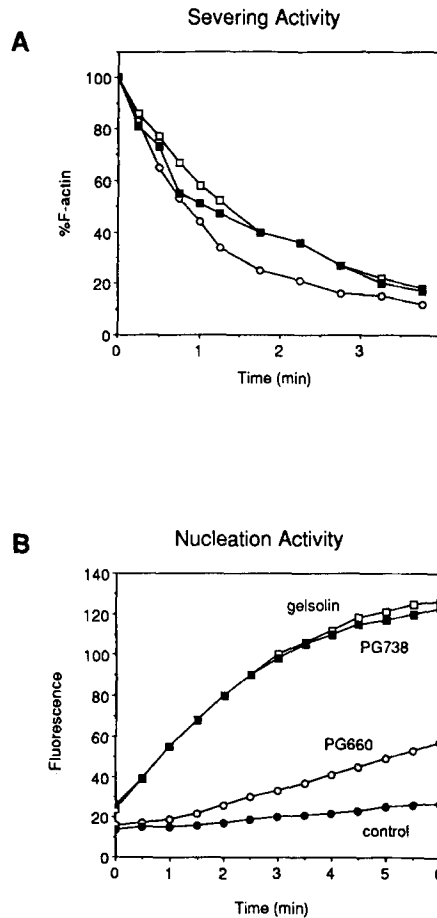 Severing Activity
A
100
80
60
40
20
0
%F-actin
0 1 2 3
Time (min)
B
Nucleation Activity
140
120
100
80
60
40
20
0
Fluorescence
gelsolin
PG738
PG660
control
0 1 2 3 4 5 6
Time (min)